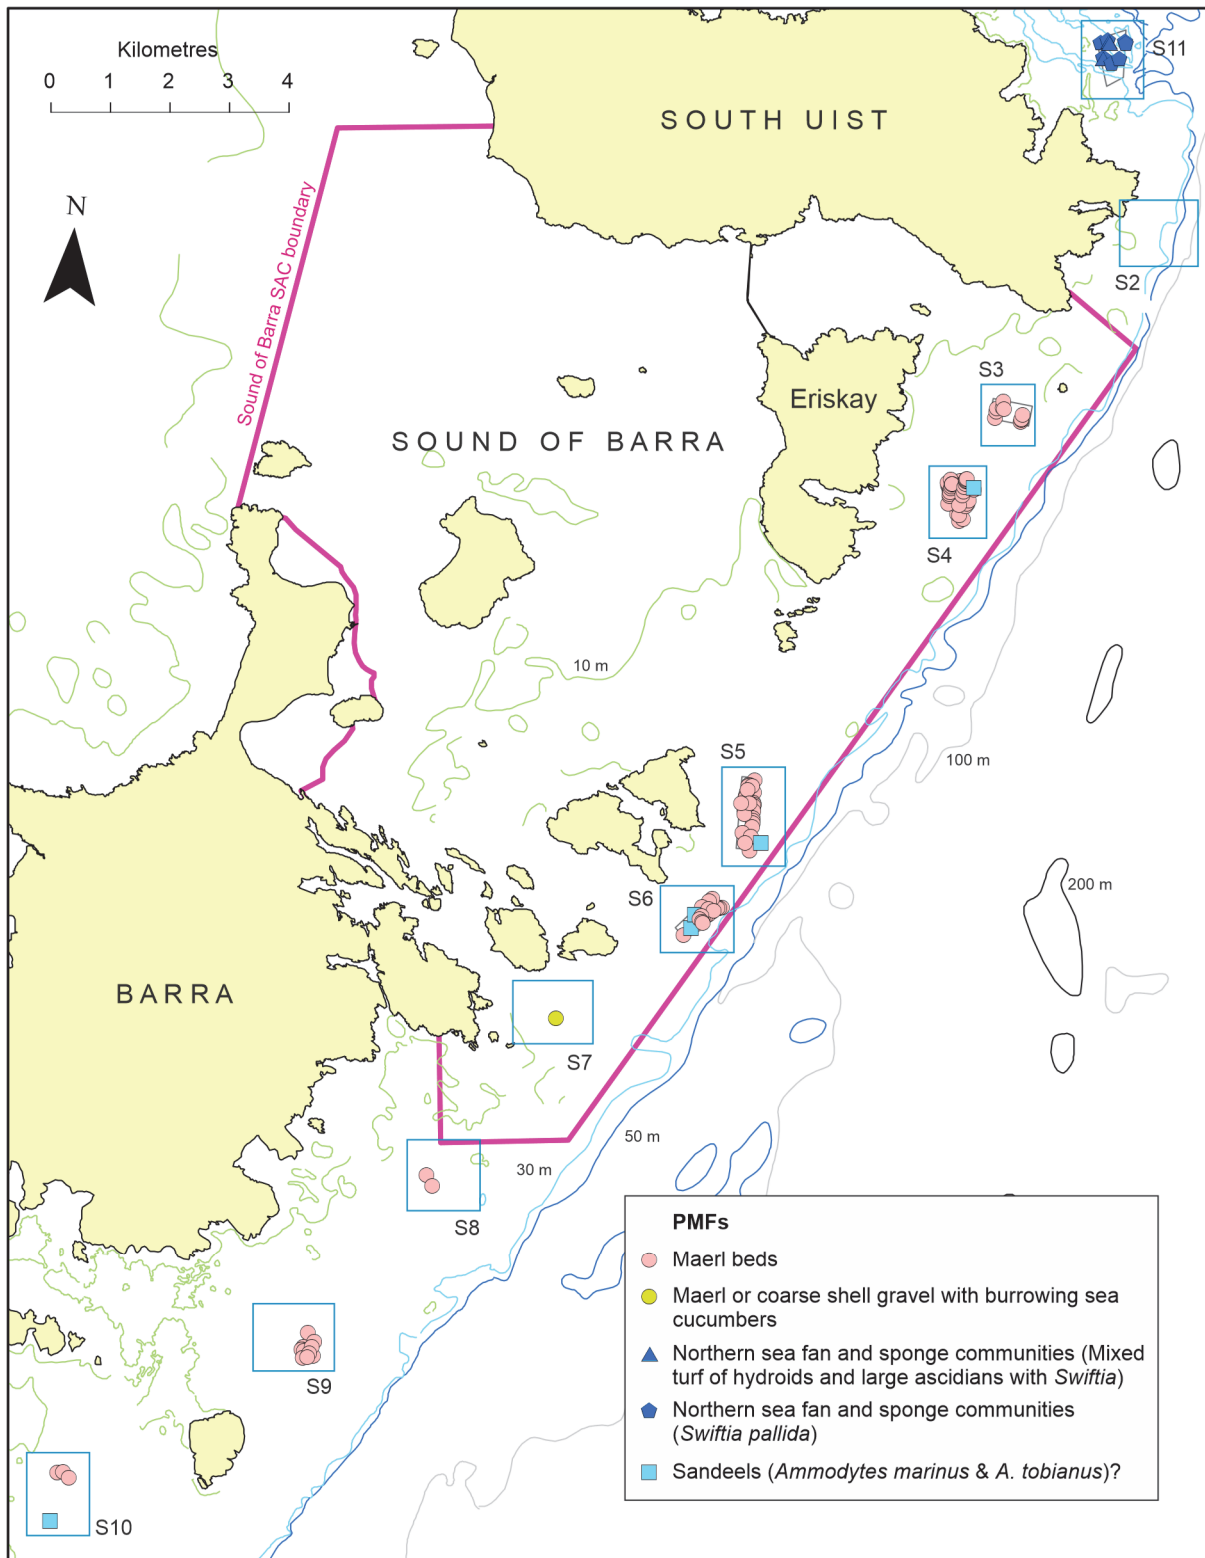 Kilometres
0 1 2 3 4
S11
SOUTH UIST
N
Sound of Barra SAC boundary
S2
S3
Eriskay
SOUND OF BARRA
S4
10 m
S5
100 m
200 m
S6
BARRA
S7
50 m
30 m
S8
S9
S10
PMFs
Maerl beds
Maerl or coarse shell gravel with burrowing sea
cucumbers
Northern sea fan and sponge communities (Mixed
turf of hydroids and large ascidians with Swiftia)
Northern sea fan and sponge communities
(Swiftia pallida)
Sandeels (Ammodytes marinus & A. tobianus)?